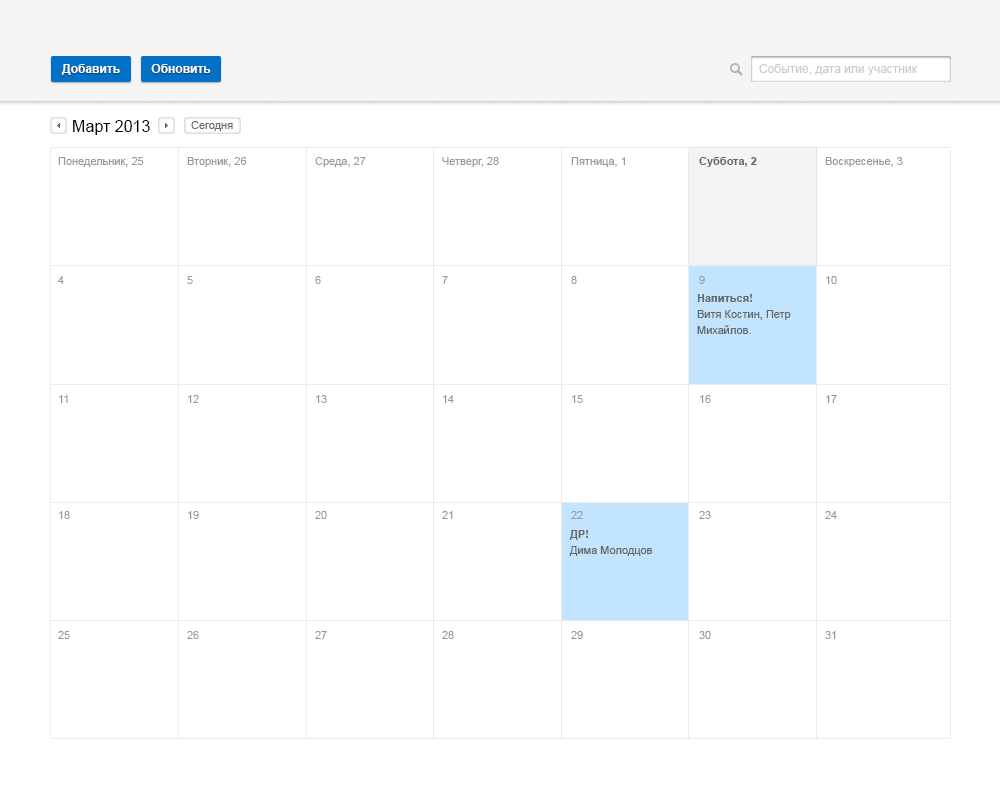 Добавить Обновить Событие, дата или участник
Март 2013 Сегодня
Понедельник, 25 Вторник, 26 Среда, 27 Четверг, 28 Пятница, 1 Суббота, 2 Воскресенье, 3
4 5 6 7 8 9 10
Напиться!
Витя Костин, Петр
Михайлов.
11 12 13 14 15 16 17
18 19 20 21 22 23 24
ДР!
Дима Молодцов
25 26 27 28 29 30 31